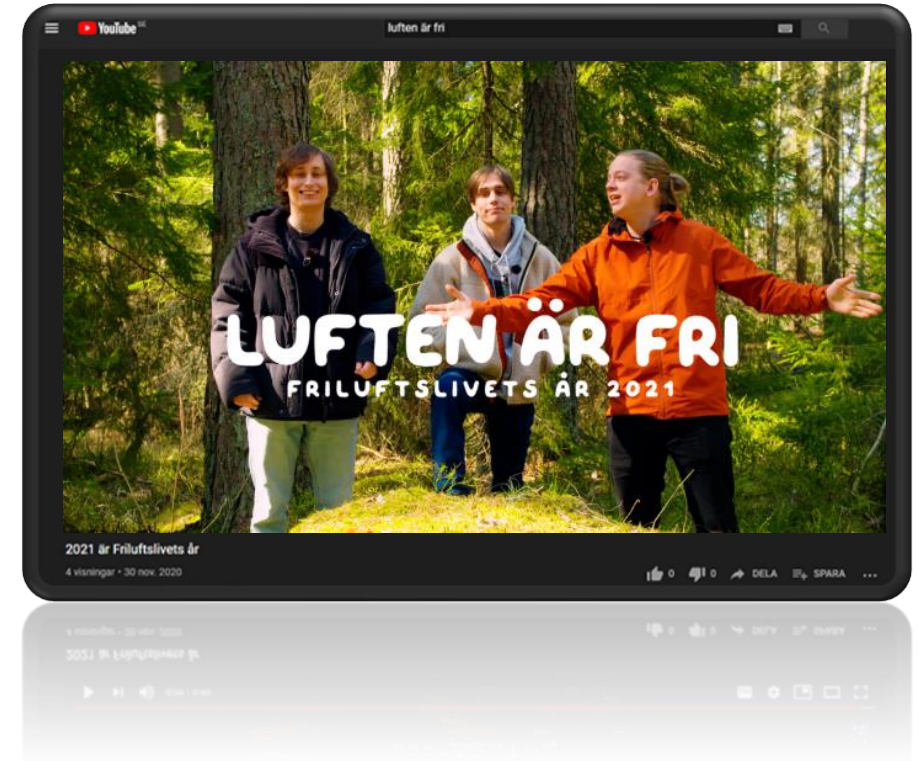 YouTube SE
luften är fri
LUFTEN ÄR FRI
FRILUFTSLIVETS ÅR 2021
2021 är Friluftslivets år
4 visningar • 30 nov. 2020
0 0 DELA SPARA